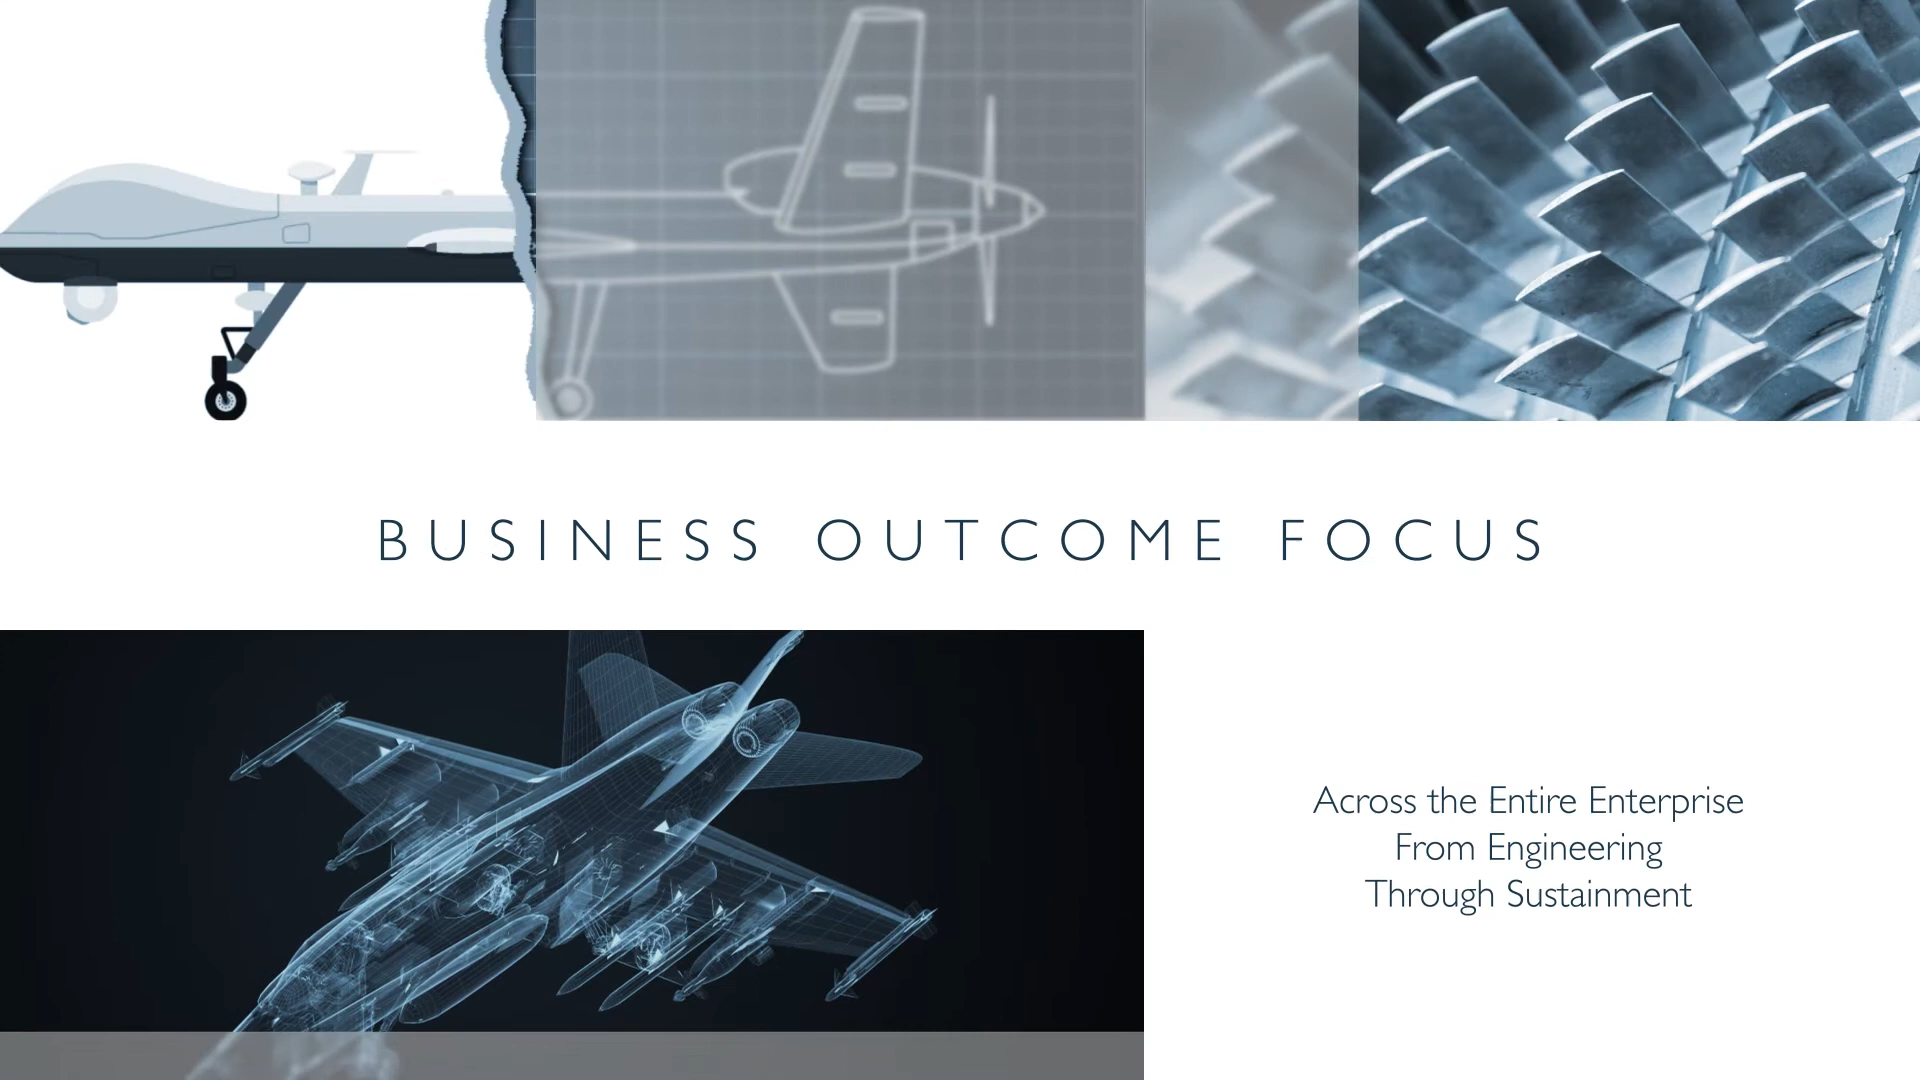 BUSINESS OUTCOME FOCUS
Across the Entire Enterprise
From Engineering
Through Sustainment